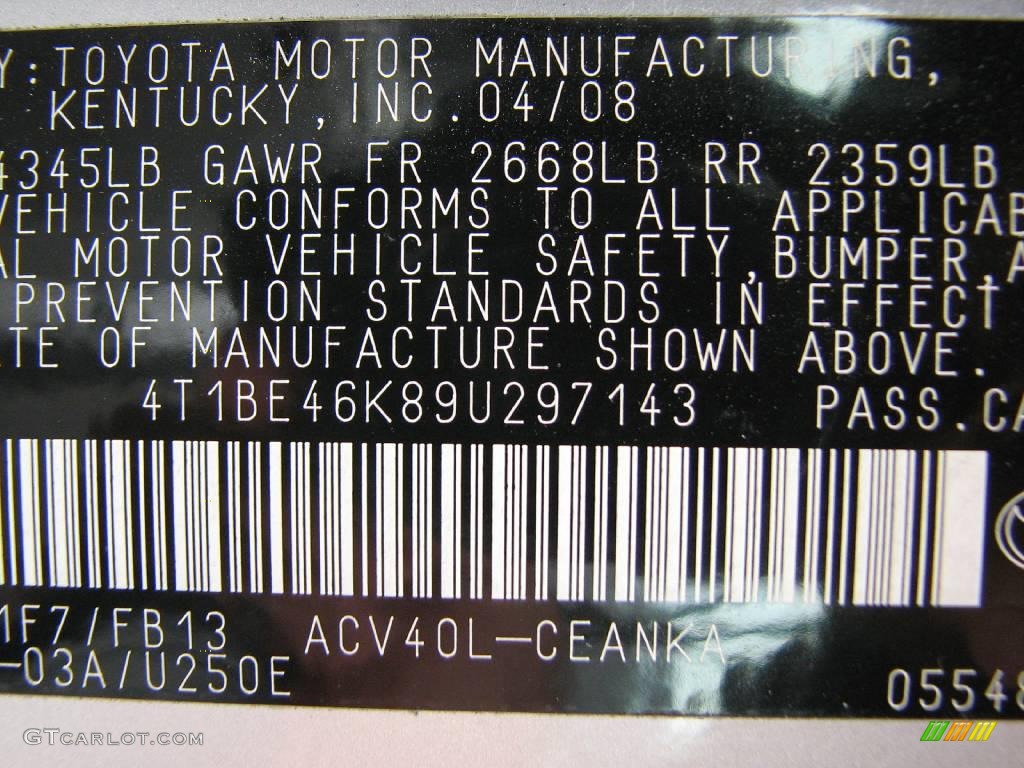 Y: TOYOTA MOTOR MANUFACTURING,
KENTUCKY, INC. 04/08
4345LB GAWR FR 2668LB RR 2359LB
VEHICLE CONFORMS TO ALL APPLICAB
AL MOTOR VEHICLE SAFETY, BUMPER, A
PREVENTION STANDARDS IN EFFECT
TE OF MANUFACTURE SHOWN ABOVE.
4T1BE46K89U297143 PASS.CA
1F7/FB13 ACV40L-CEANKA
-03A/U250E 05548
GTCARLOT.COM